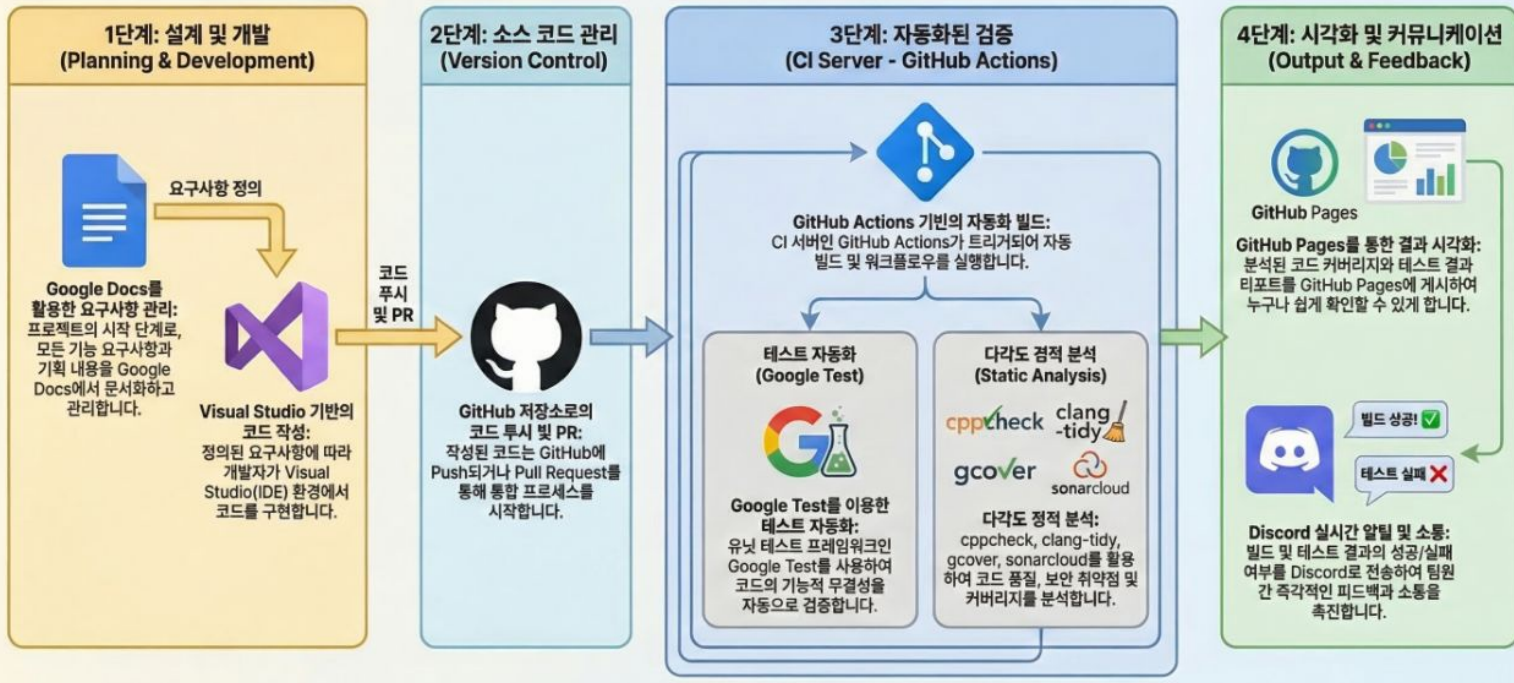 1단계: 설계 및 개발
(Planning & Development)
요구사항 정의
Google Docs를
활용한 요구사항 관리:
프로젝트의 시작 단계로,
모든 기능 요구사항과
기획 내용을 Google
Docs에서 문서화하고
관리합니다.
Visual Studio 기반의
코드 작성:
정의된 요구사항에 따라
개발자가 Visual
Studio(IDE) 환경에서
코드를 구현합니다.
코드
푸시
및 PR
2단계: 소스 코드 관리
(Version Control)
GitHub 저장소로의
코드 투시 빛 PR:
작성된 코드는 GitHub에
Push되거나 Pull Request를
통해 통합 프로세스를
시작합니다.
3단계: 자동화된 검증
(CI Server - GitHub Actions)
GitHub Actions 기빈의 자동화 빌드:
CI 서버인 GitHub Actions가 트리거되어 자동
빌드 및 워크플로우를 실행합니다.
테스트 자동화
(Google Test)
Google Test를 이용한
테스트 자동화:
유닛 테스트 프레임워크인
Google Test를 사용하여
코드의 기능적 무결성을
자동으로 검증합니다.
다각도 겸적 분석
(Static Analysis)
cppcheck
clang
-tidy
gcover
sonarcloud
다각도 정적 분석:
cppcheck, clang-tidy,
gcover, sonarcloud를 활용
하여 코드 품질, 보안 취약점 및
커버리지를 분석합니다.
4단계: 시각화 및 커뮤니케이션
(Output & Feedback)
GitHub Pages
GitHub Pages를 통한 결과 시각화:
분석된 코드 커버리지와 테스트 결과
리포트를 GitHub Pages에 게시하여
누구나 쉽게 확인할 수 있게 합니다.
빌드 상공!
테스트 실패
Discord 실시간 알틸 및 소통:
빌드 및 테스트 결과의 성공/실패
여부를 Discord로 전송하여 팀원
간 즉각적인 피드백과 소통을
촉진합니다.